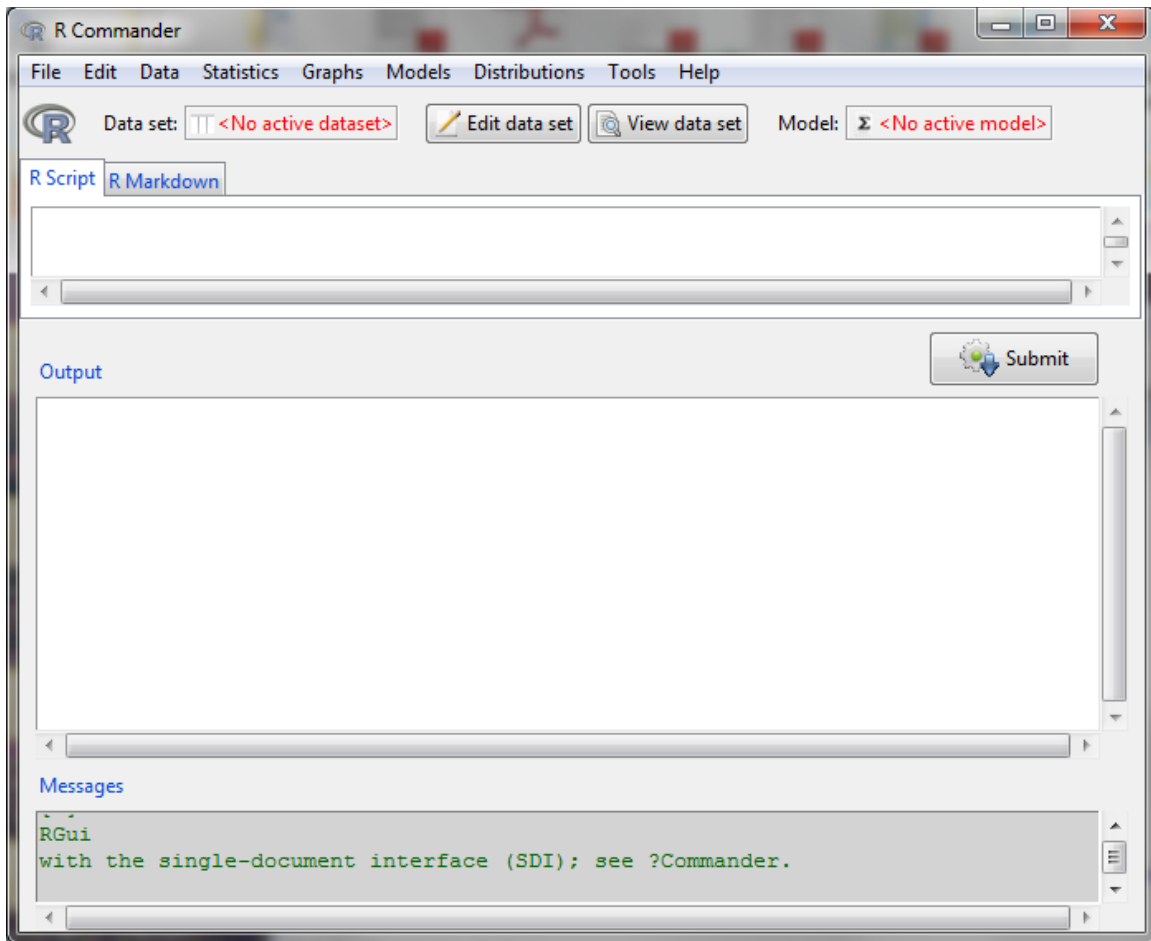 R Commander
File Edit Data Statistics Graphs Models Distributions Tools Help
R Data set: <No active dataset> Edit data set View data set Model: Σ <No active model>
R Script R Markdown
Submit
Output
Messages
RGui
with the single-document interface (SDI); see ?Commander.